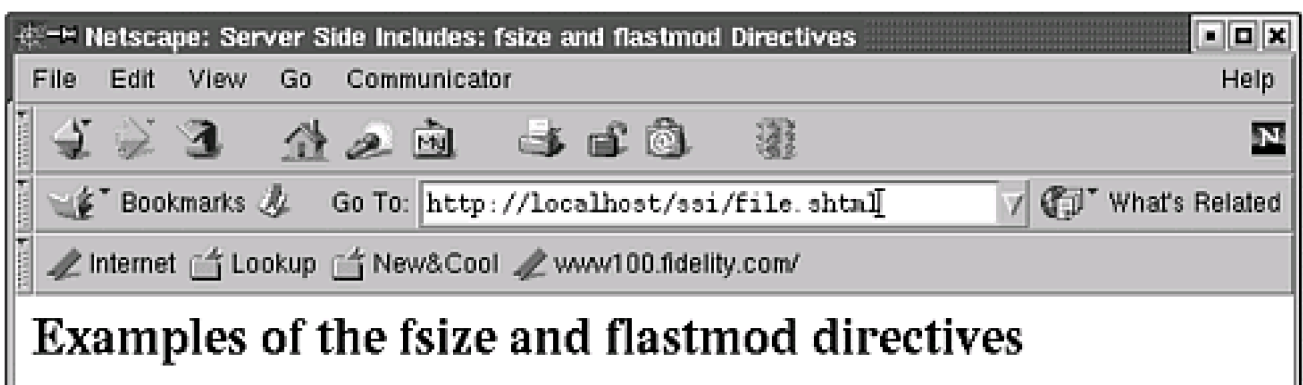 Netscape: Server Side Includes: fsize and flastmod Directives
File Edit View Go Communicator Help
My N
Bookmarks Go To: http://localhost/ssi/file.shtml What's Related
Internet Lookup New&Cool www100.fidelity.com/
Examples of the fsize and flastmod directives